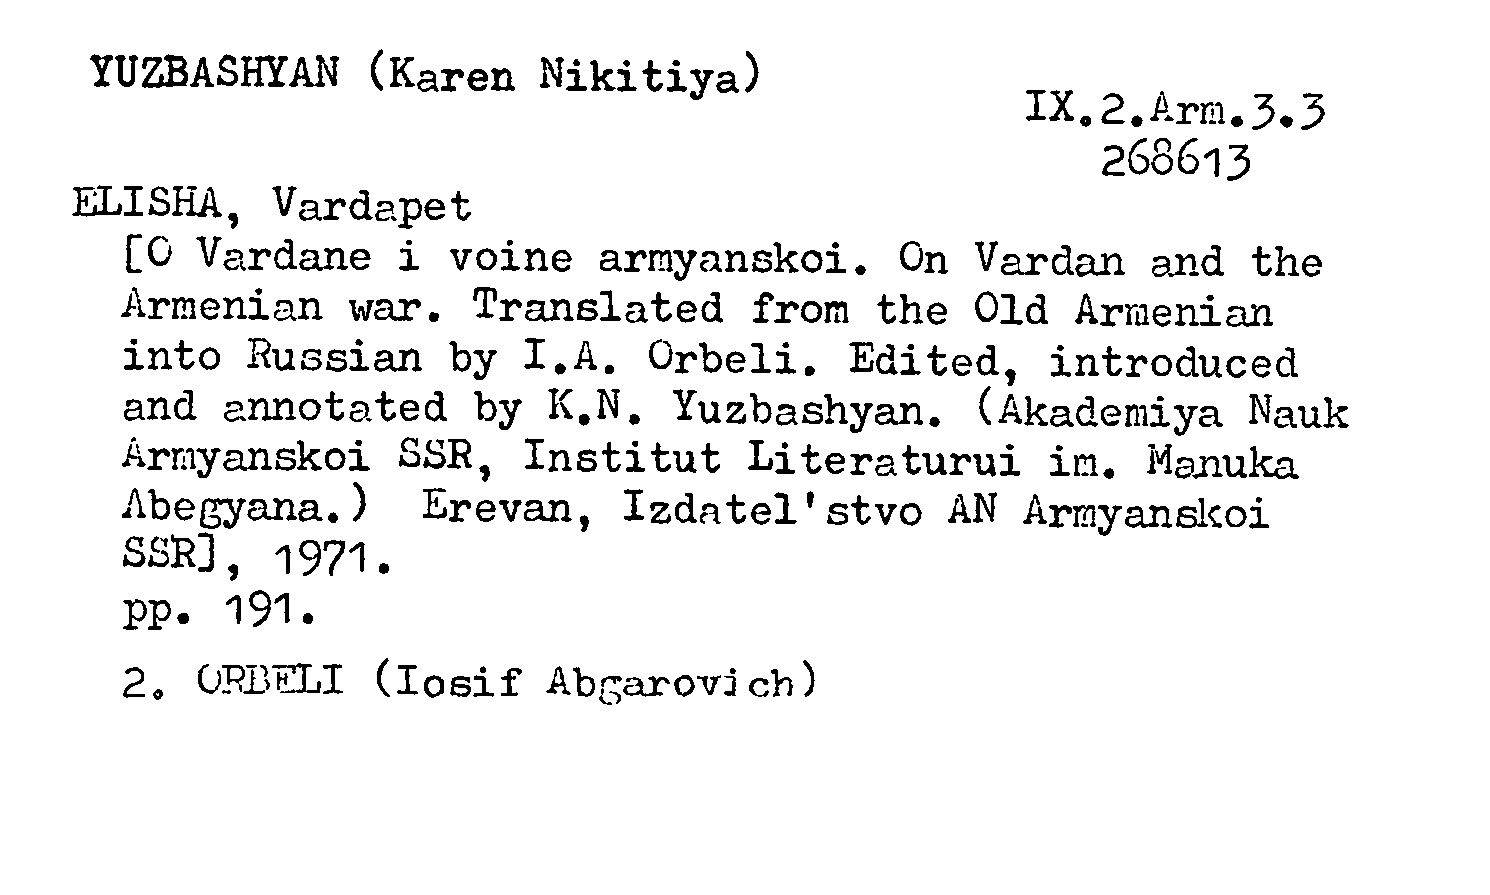 YUZBASHYAN (Karen Nikitiya)
IX.2.Arm.3.3
268613
ELISHA, Vardapet
[O Vardane i voine armyanskoi. On Vardan and the
Armenian war. Translated from the Old Armenian
into Russian by I.A. Orbeli. Edited, introduced
and annotated by K.N. Yuzbashyan. (Akademiya Nauk
Armyanskoi SSR, Institut Literaturui im. Manuka
Abegyana.) Erevan, Izdatel'stvo AN Armyanskoi
SSR], 1971.
pp. 191.
2. ORBELI (Iosif Abgarovich)